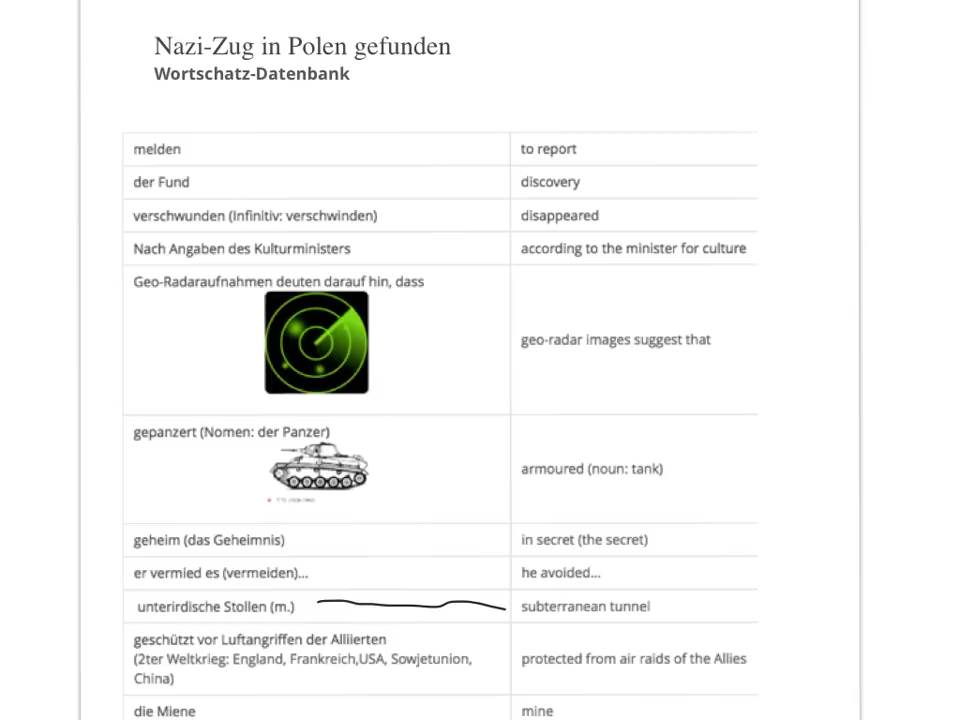 Nazi-Zug in Polen gefunden
Wortschatz-Datenbank
melden
to report
der Fund
discovery
verschwunden (Infinitiv: verschwinden)
disappeared
Nach Angaben des Kulturministers
according to the minister for culture
Geo-Radaraufnahmen deuten darauf hin, dass
geo-radar images suggest that
gepanzert (Nomen: der Panzer)
armoured (noun: tank)
geheim (das Geheimnis)
in secret (the secret)
er vermied es (vermeiden)...
he avoided...
unterirdische Stollen (m.)
subterranean tunnel
geschützt vor Luftangriffen der Alliierten
(2ter Weltkrieg: England, Frankreich,USA, Sowjetunion,
China)
protected from air raids of the Allies
die Miene
mine